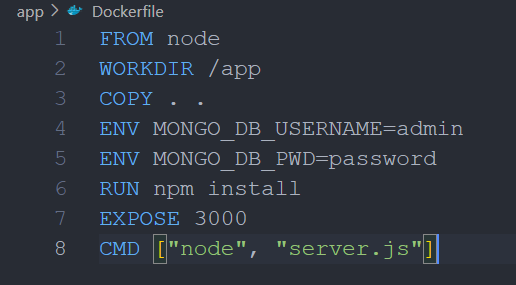 app > Dockerfile
1 FROM node
2 WORKDIR /app
3 COPY . .
4 ENV MONGO_DB_USERNAME=admin
5 ENV MONGO_DB_PWD=password
6 RUN npm install
7 EXPOSE 3000
8 CMD ["node", "server.js"]